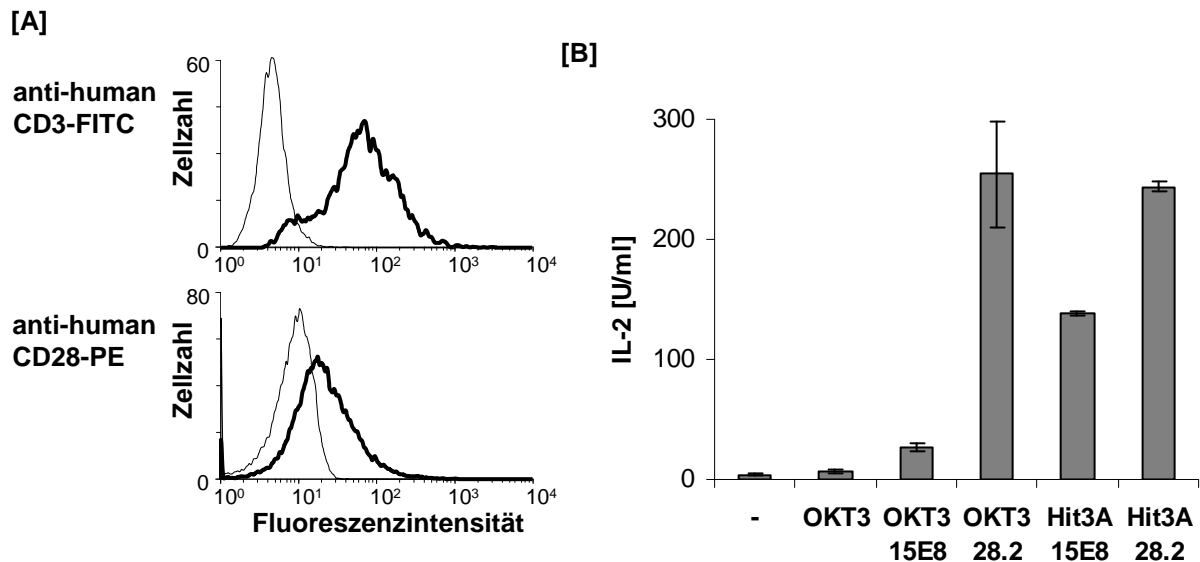 [A]
anti-human
CD3-FITC
Zellzahl
60
0
10⁰ 10¹ 10² 10³ 10⁴
anti-human
CD28-PE
Zellzahl
80
0
10⁰ 10¹ 10² 10³ 10⁴
Fluoreszenzintensität
[B]
IL-2 [U/ml]
300
200
100
0
- OKT3 OKT3 OKT3 Hit3A Hit3A
15E8 28.2 15E8 28.2